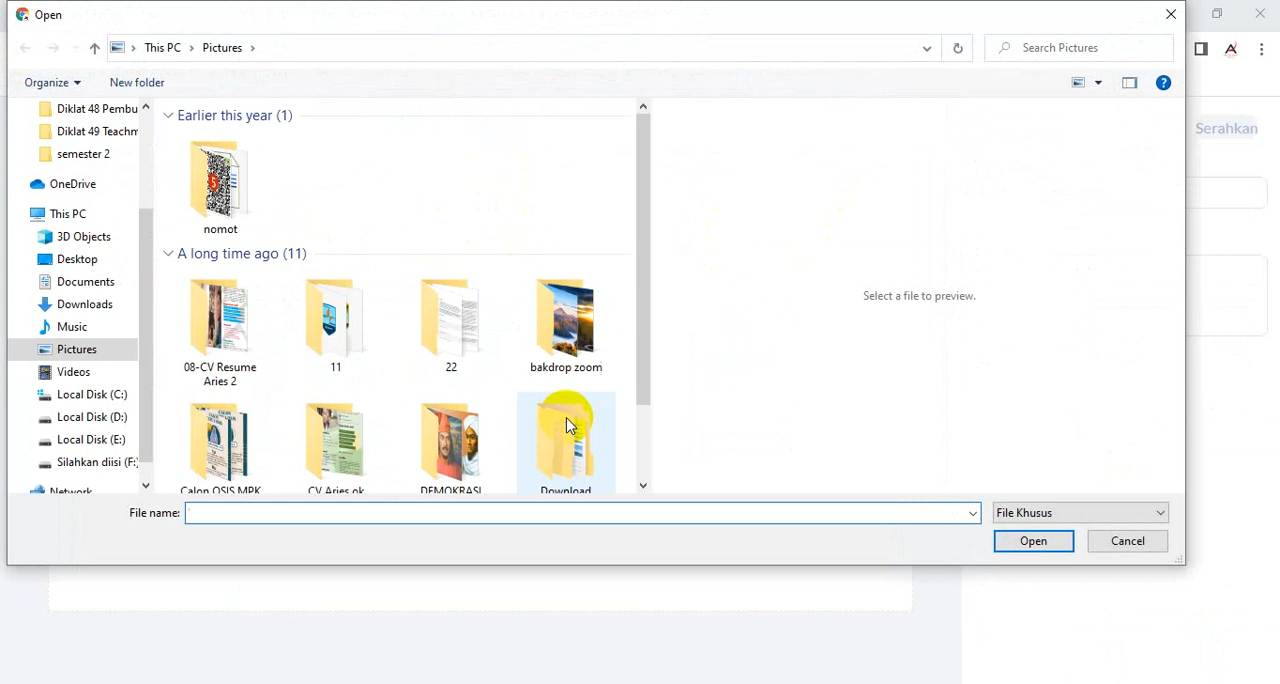 Open
This PC
Pictures
Search Pictures
Organize
New folder
Diklat 48 Pembu
Diklat 49 Teachm
semester 2
OneDrive
This PC
3D Objects
Desktop
Documents
Downloads
Music
Pictures
Videos
Local Disk (C:)
Local Disk (D:)
Local Disk (E:)
Silahkan diisi (F:)
Network
Earlier this year (1)
nomot
A long time ago (11)
08-CV Resume
Aries 2
11
22
bakdrop zoom
Calon OSIS MPK
CV Aries ok
DEMOKRASI
Download
Select a file to preview.
Serahkan
File name:
File Khusus
Open
Cancel